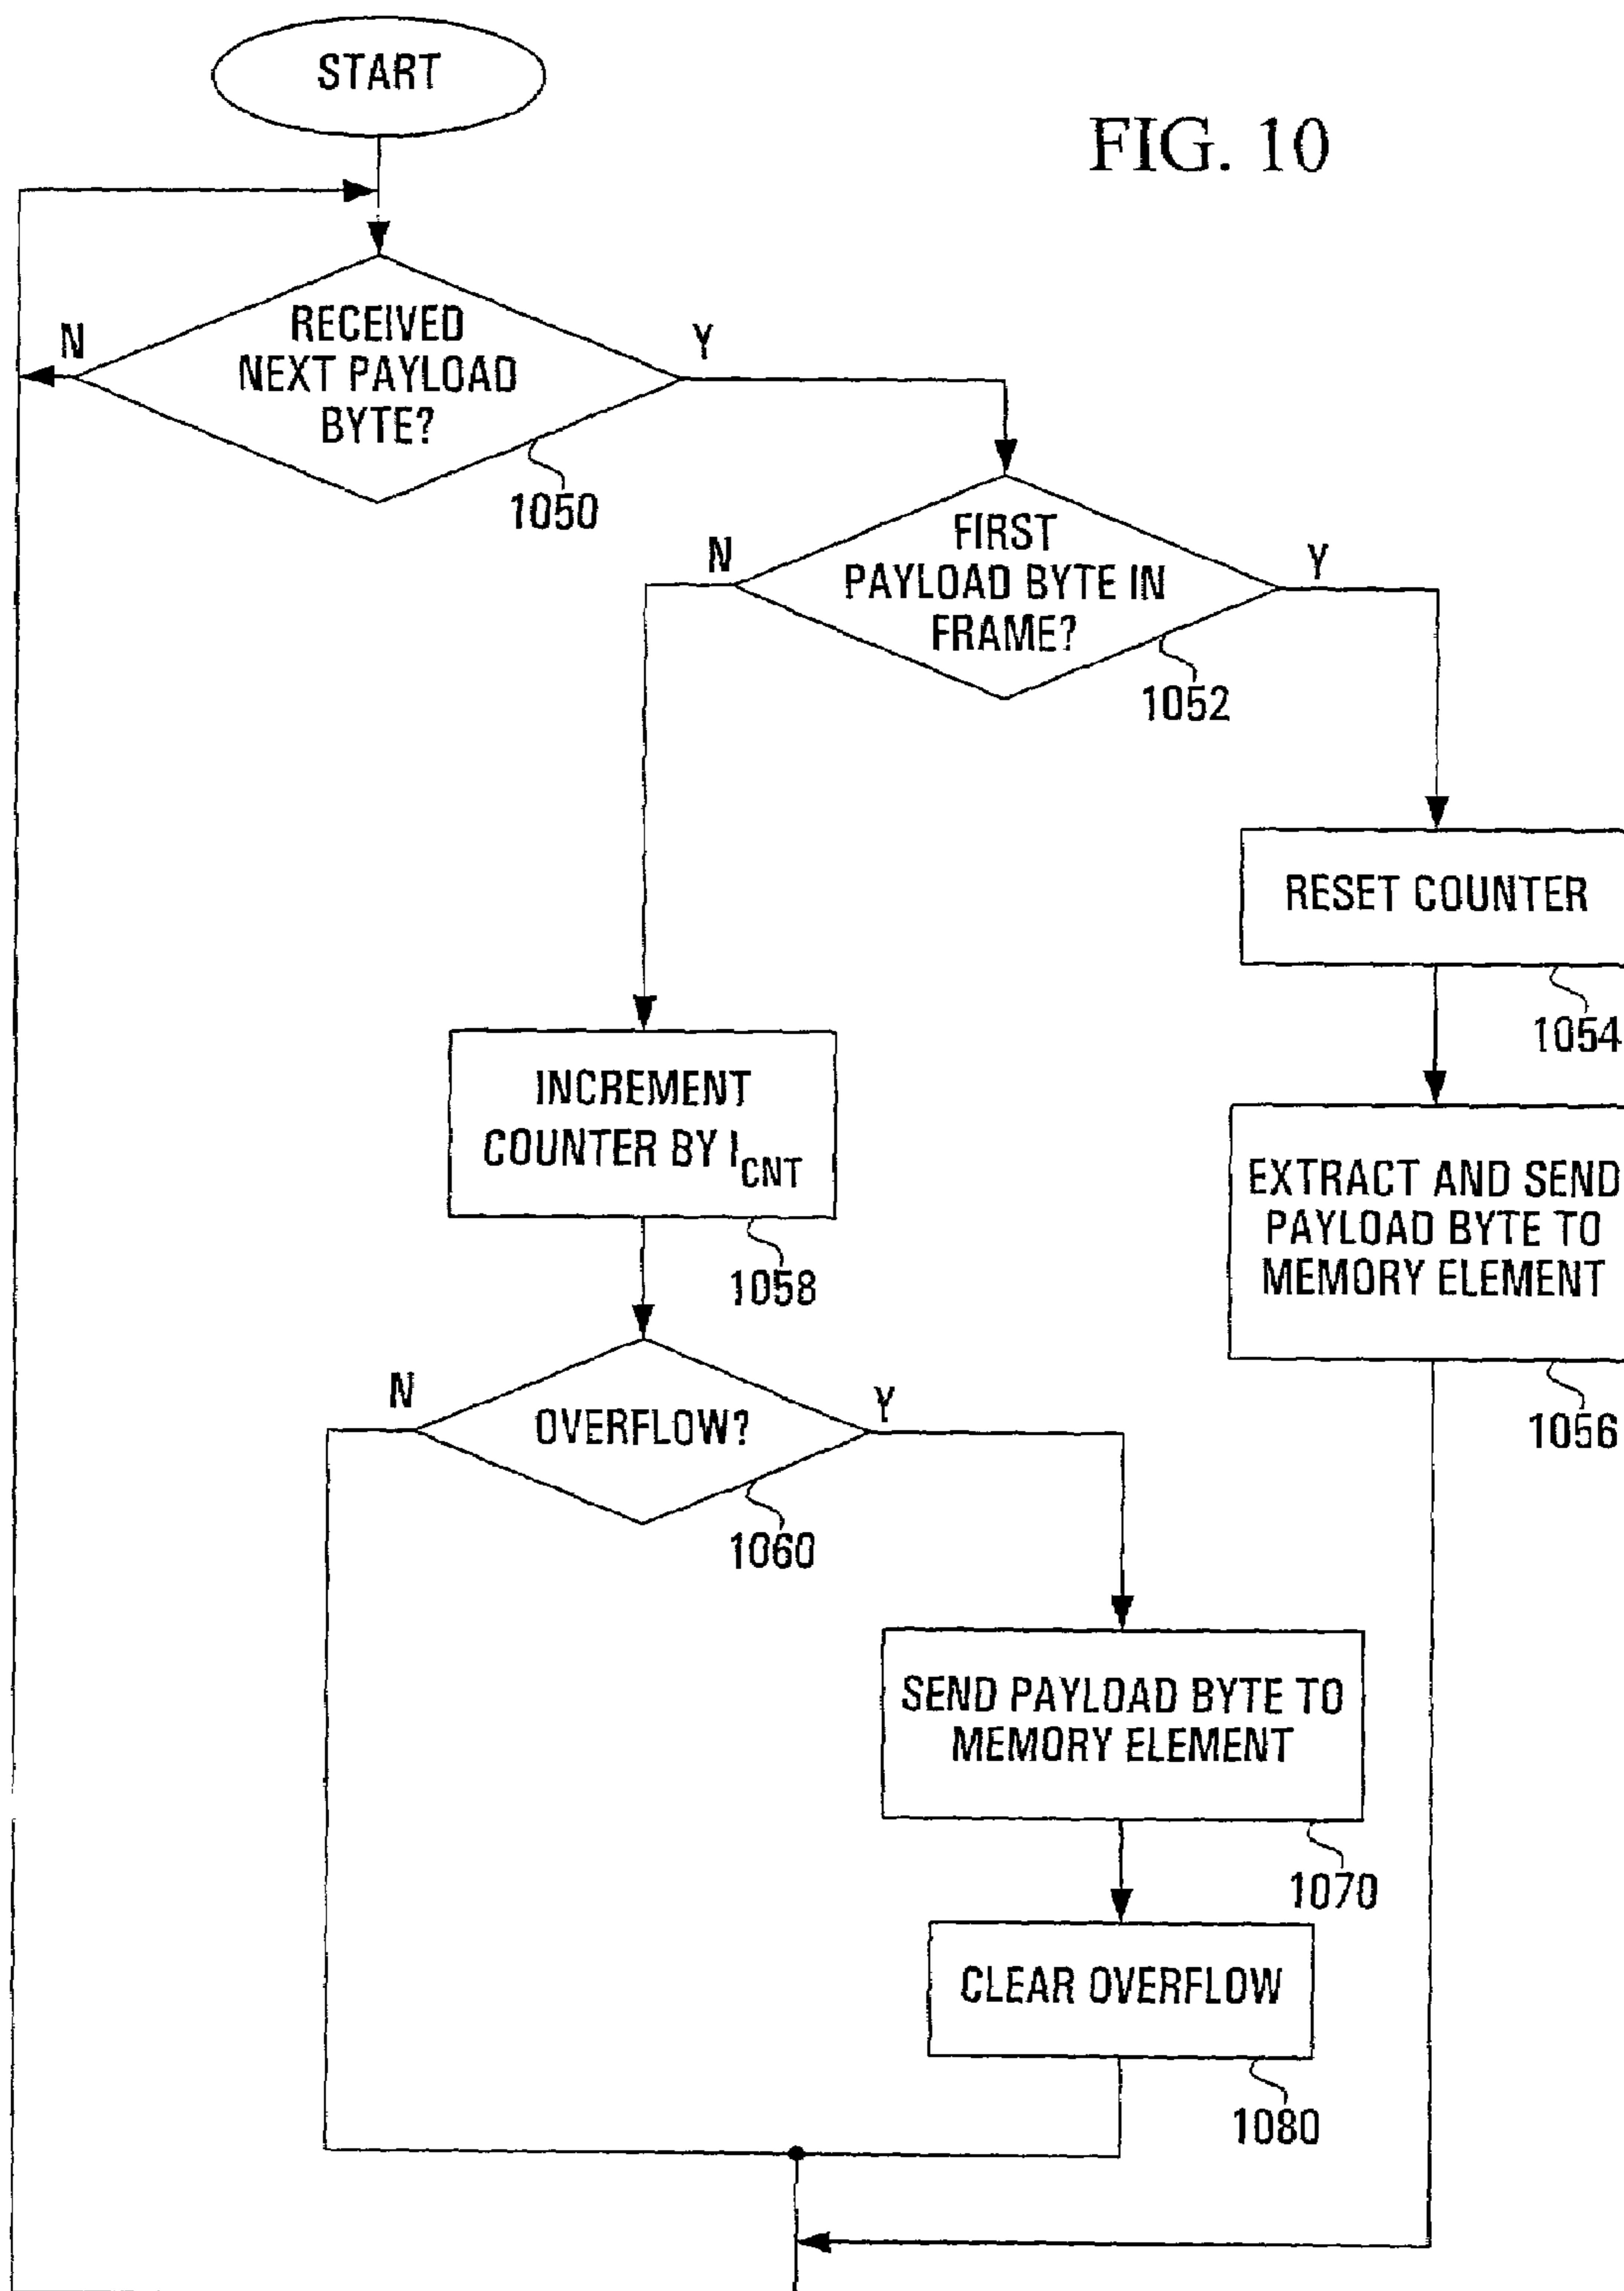 START
FIG. 10
RECEIVED
NEXT PAYLOAD
BYTE?
N
Y
1050
FIRST
PAYLOAD BYTE IN
FRAME?
N
Y
1052
RESET COUNTER
1054
INCREMENT
COUNTER BY I_CNT
1058
EXTRACT AND SEND
PAYLOAD BYTE TO
MEMORY ELEMENT
1056
OVERFLOW?
N
Y
1060
SEND PAYLOAD BYTE TO
MEMORY ELEMENT
1070
CLEAR OVERFLOW
1080